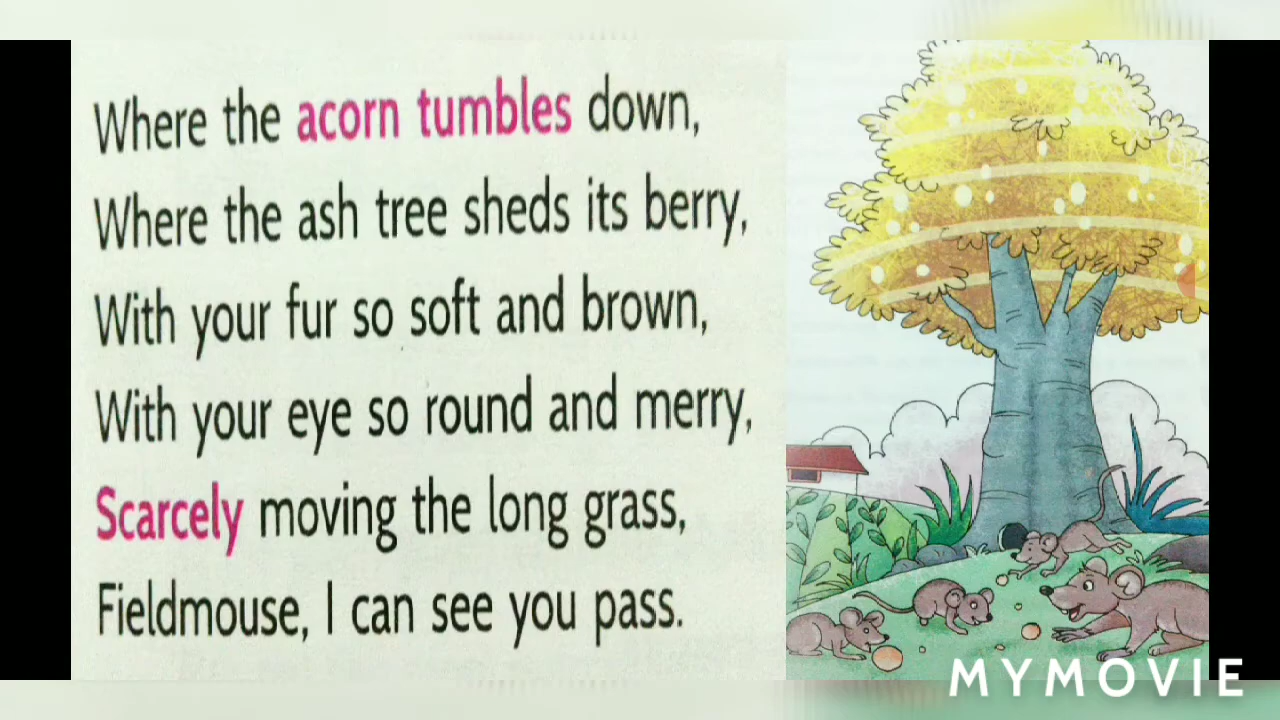 Where the acorn tumbles down,
Where the ash tree sheds its berry,
With your fur so soft and brown,
With your eye so round and merry,
Scarcely moving the long grass,
Fieldmouse, I can see you pass.
MYMOVIE